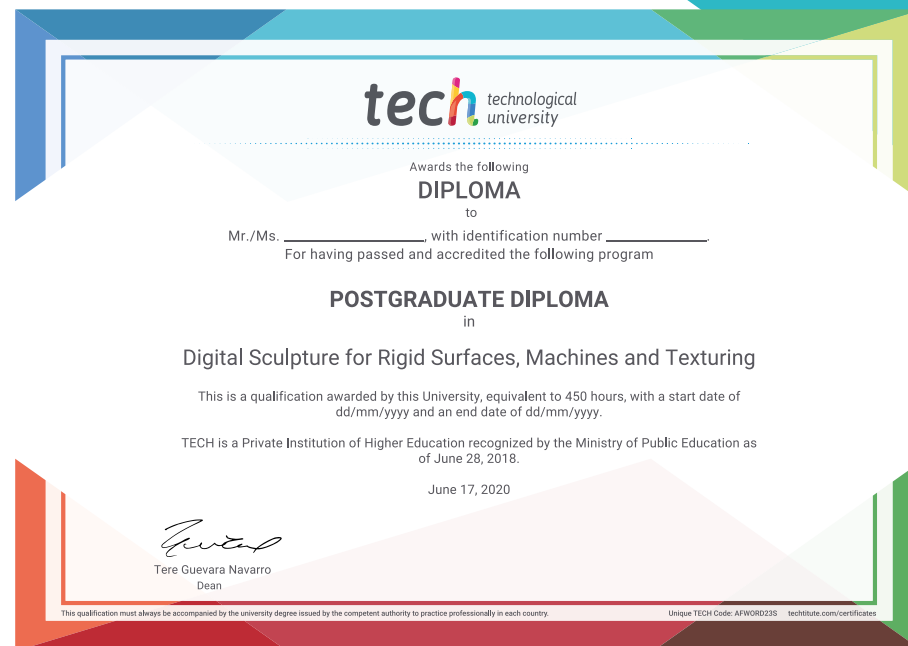 tech technological
university
Awards the following
DIPLOMA
to
Mr./Ms. ____________________, with identification number ______________.
For having passed and accredited the following program
POSTGRADUATE DIPLOMA
in
Digital Sculpture for Rigid Surfaces, Machines and Texturing
This is a qualification awarded by this University, equivalent to 450 hours, with a start date of
dd/mm/yyyy and an end date of dd/mm/yyyy.
TECH is a Private Institution of Higher Education recognized by the Ministry of Public Education as
of June 28, 2018.
June 17, 2020
Tere Guevara Navarro
Dean
This qualification must always be accompanied by the university degree issued by the competent authority to practice professionally in each country. Unique TECH Code: AFWORD23S techtitute.com/certificates